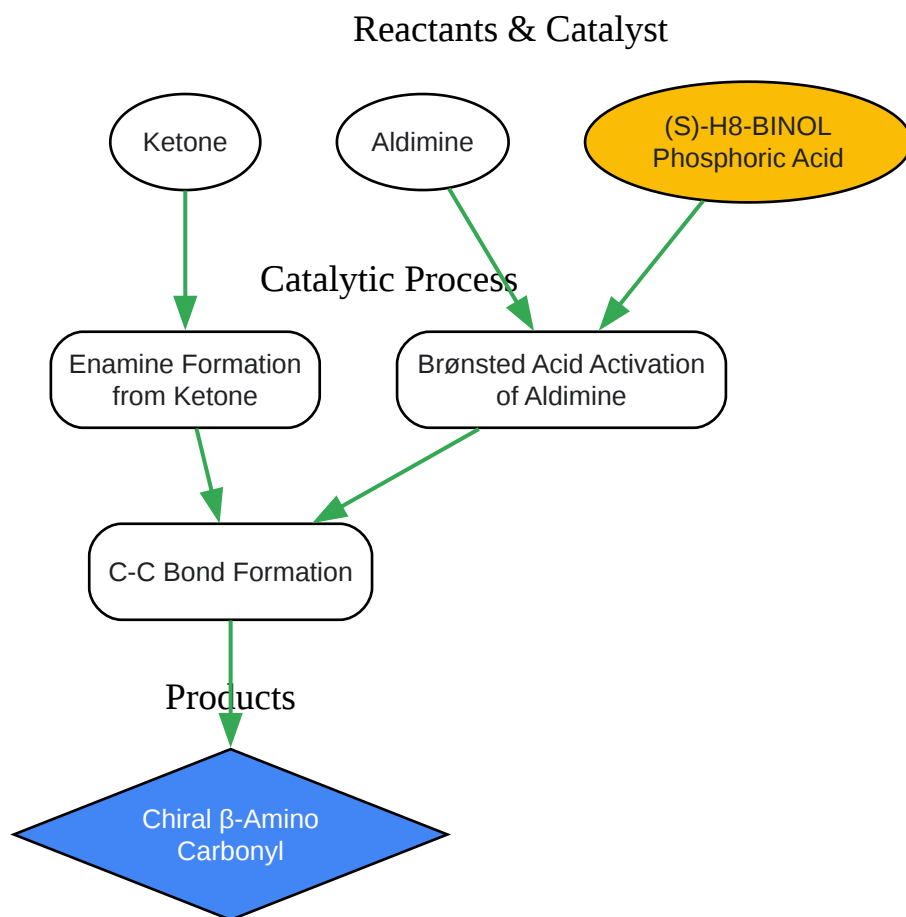 Reactants & Catalyst
Ketone
Aldimine
(S)-H8-BINOL
Phosphoric Acid
Catalytic Process
Enamine Formation
from Ketone
Brønsted Acid Activation
of Aldimine
C-C Bond Formation
Products
Chiral β-Amino
Carbonyl